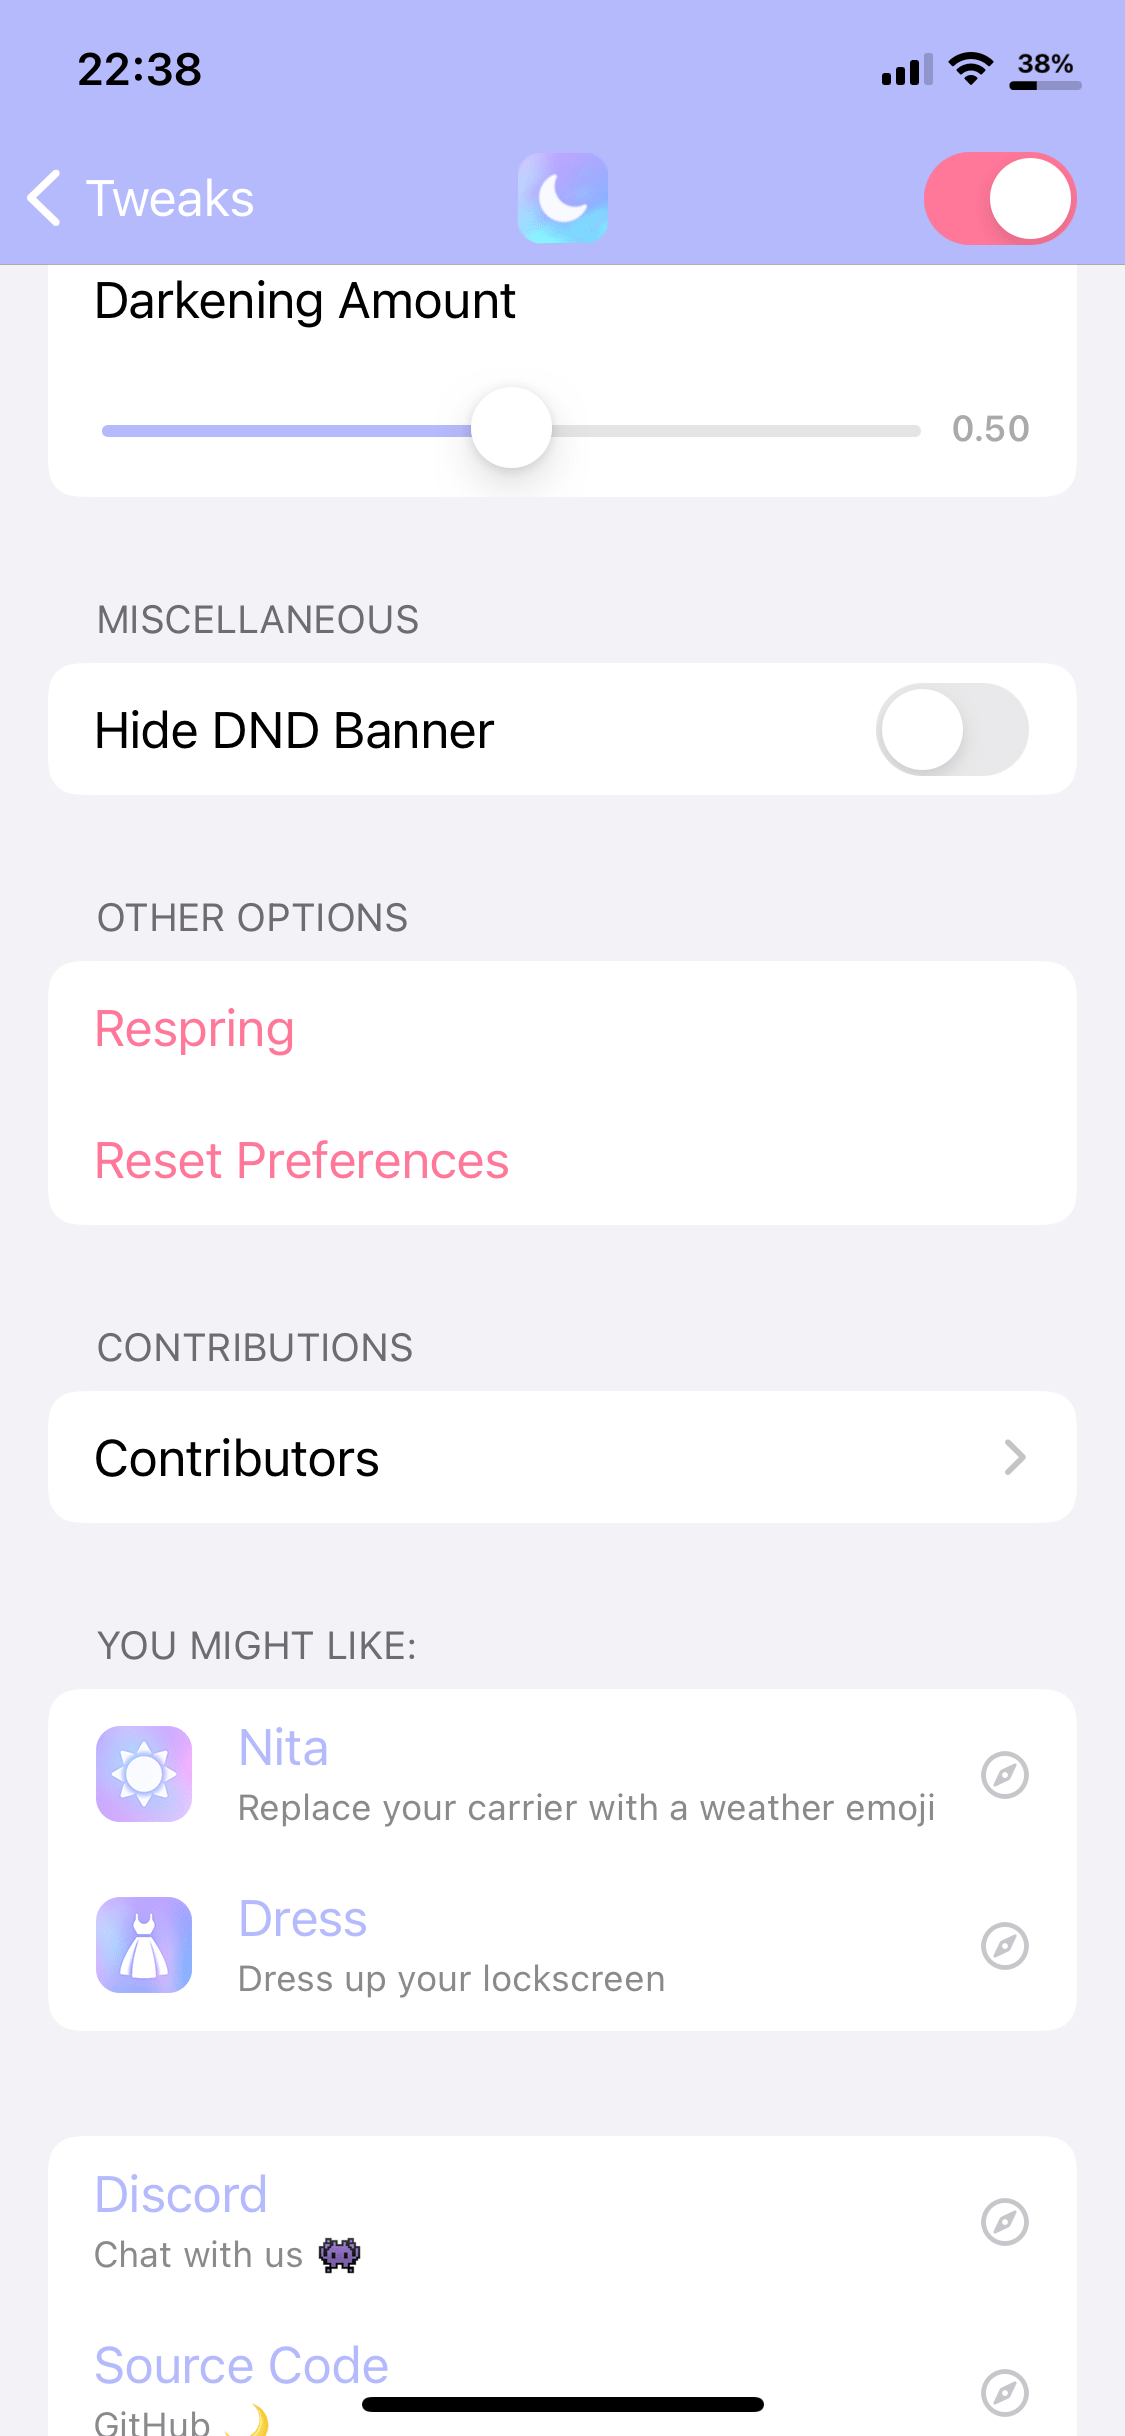 22:38
38%
Tweaks
Darkening Amount
0.50
MISCELLANEOUS
Hide DND Banner
OTHER OPTIONS
Respring
Reset Preferences
CONTRIBUTIONS
Contributors
YOU MIGHT LIKE:
Nita
Replace your carrier with a weather emoji
Dress
Dress up your lockscreen
Discord
Chat with us 👾
Source Code
GitHub 🌙